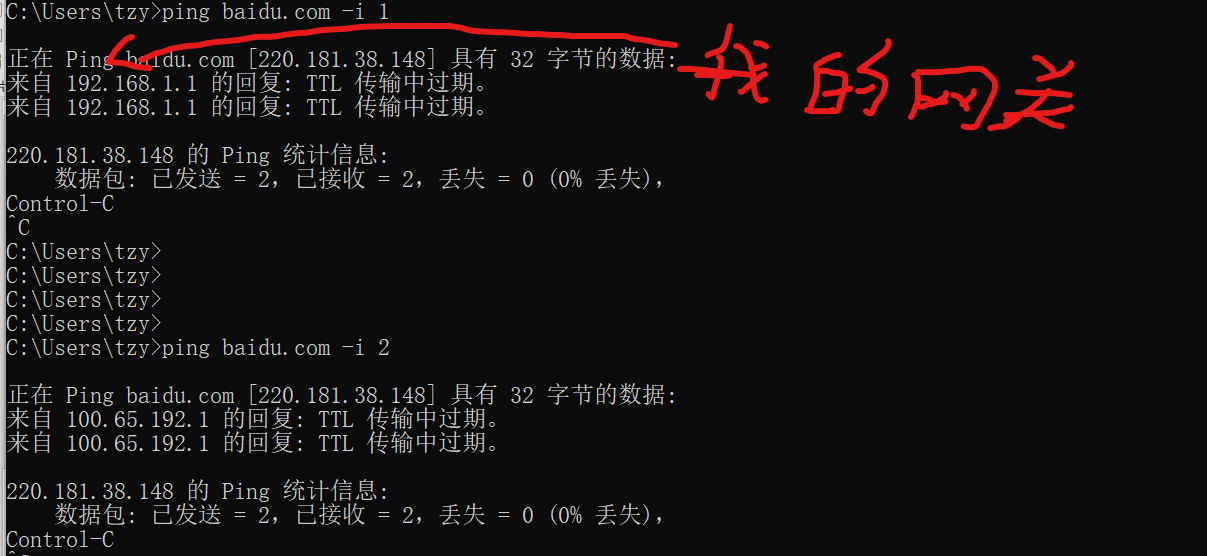 C:\Users\tzy>ping baidu.com -i 1
正在 Ping baidu.com [220.181.38.148] 具有 32 字节的数据:
来自 192.168.1.1 的回复: TTL 传输中过期。
来自 192.168.1.1 的回复: TTL 传输中过期。
我的网关
220.181.38.148 的 Ping 统计信息:
    数据包: 已发送 = 2，已接收 = 2，丢失 = 0 (0% 丢失)，
Control-C
^C
C:\Users\tzy>
C:\Users\tzy>
C:\Users\tzy>
C:\Users\tzy>
C:\Users\tzy>ping baidu.com -i 2
正在 Ping baidu.com [220.181.38.148] 具有 32 字节的数据:
来自 100.65.192.1 的回复: TTL 传输中过期。
来自 100.65.192.1 的回复: TTL 传输中过期。
220.181.38.148 的 Ping 统计信息:
    数据包: 已发送 = 2，已接收 = 2，丢失 = 0 (0% 丢失)，
Control-C